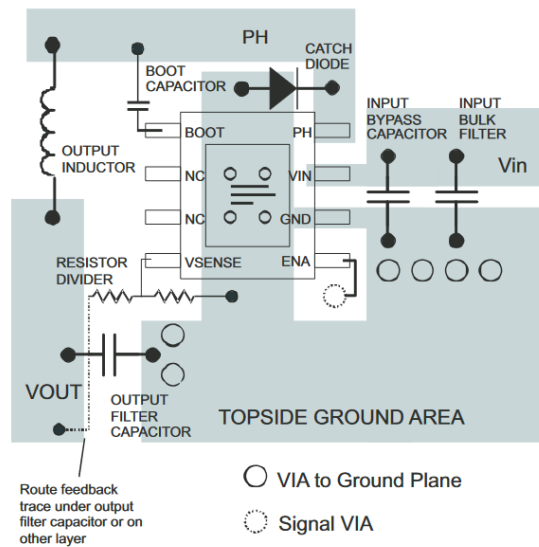 PH
CATCH
DIODE
BOOT
CAPACITOR
INPUT
BYPASS
CAPACITOR
INPUT
BULK
FILTER
OUTPUT
INDUCTOR
BOOT
PH
NC
VIN
Vin
NC
GND
RESISTOR
DIVIDER
VSENSE
ENA
VOUT
OUTPUT
FILTER
CAPACITOR
TOPSIDE GROUND AREA
Route feedback
trace under output
filter capacitor or on
other layer
VIA to Ground Plane
Signal VIA